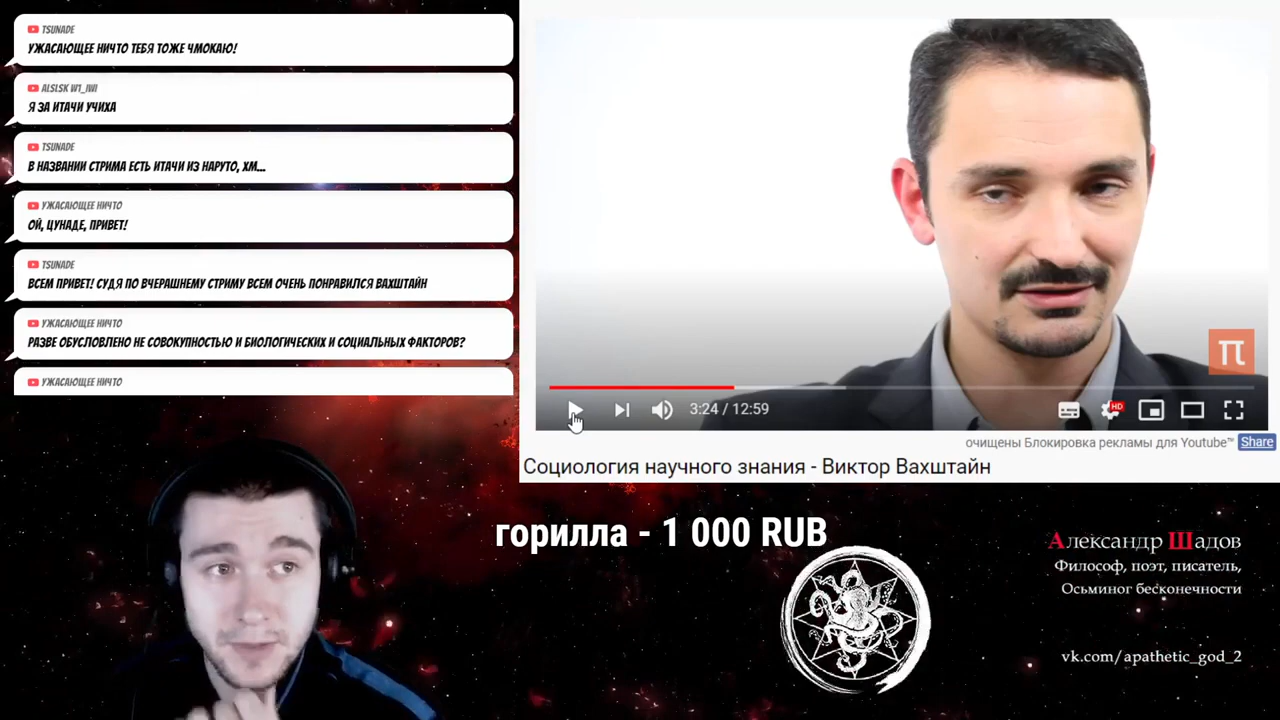 TSUNADE
УЖАСАЮЩЕЕ НИЧТО ТЕБЯ ТОЖЕ ЧМОКАЮ!
ALSLSK W1_IWI
Я ЗА ИТАЧИ УЧИХА
TSUNADE
В НАЗВАНИИ СТРИМА ЕСТЬ ИТАЧИ ИЗ НАРУТО, ХМ...
УЖАСАЮЩЕЕ НИЧТО
ОЙ, ЦУНАДЕ, ПРИВЕТ!
TSUNADE
ВСЕМ ПРИВЕТ! СУДЯ ПО ВЧЕРАШНЕМУ СТРИМУ ВСЕМ ОЧЕНЬ ПОНРАВИЛСЯ ВАХШТАЙН
УЖАСАЮЩЕЕ НИЧТО
РАЗВЕ ОБУСЛОВЛЕНО НЕ СОВОКУПНОСТЬЮ И БИОЛОГИЧЕСКИХ И СОЦИАЛЬНЫХ ФАКТОРОВ?
УЖАСАЮЩЕЕ НИЧТО
π
3:24 / 12:59
HD
очищены Блокировка рекламы для Youtube™ Share
Социология научного знания - Виктор Вахштайн
горилла - 1 000 RUB
Александр Шадов
Философ, поэт, писатель,
Осьминог бесконечности
vk.com/apathetic_god_2